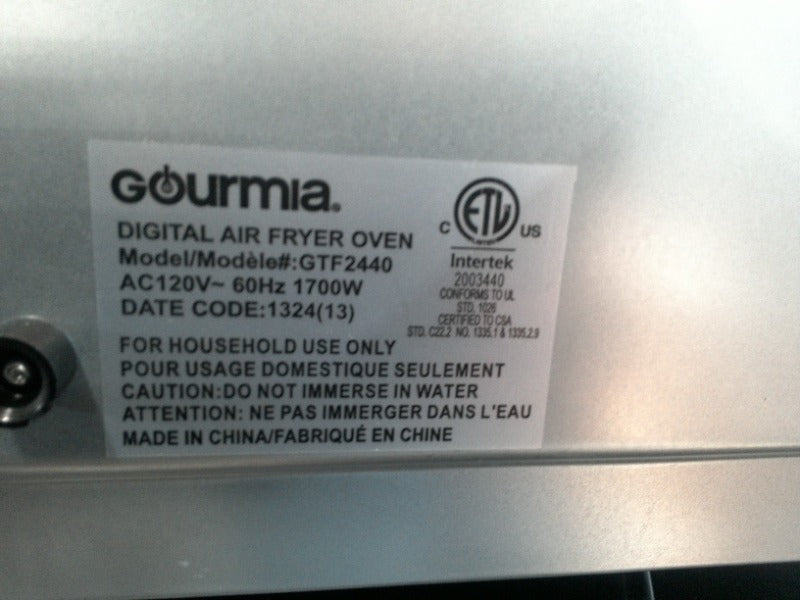 GOurmia.
DIGITAL AIR FRYER OVEN
Model/Modèle#:GTF2440
AC120V~ 60Hz 1700W
DATE CODE:1324(13)
C ETL US
Intertek
2003440
CONFORMS TO UL
STD. 1026
CERTIFIED TO CSA
STD. C22.2 NO. 1335.1 & 1335.2.9
FOR HOUSEHOLD USE ONLY
POUR USAGE DOMESTIQUE SEULEMENT
CAUTION:DO NOT IMMERSE IN WATER
ATTENTION: NE PAS IMMERGER DANS L'EAU
MADE IN CHINA/FABRIQUÉ EN CHINE